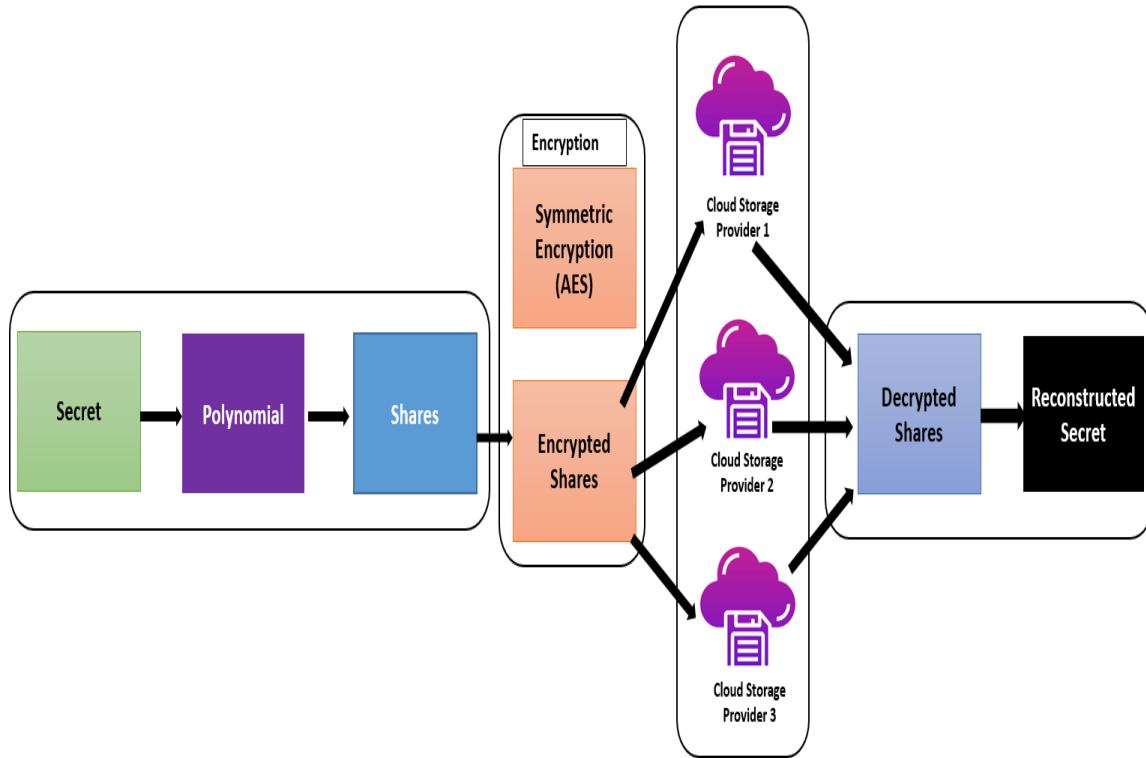 Secret
Polynomial
Shares
Encryption
Symmetric
Encryption
(AES)
Encrypted
Shares
Cloud Storage
Provider 1
Cloud Storage
Provider 2
Cloud Storage
Provider 3
Decrypted
Shares
Reconstructed
Secret